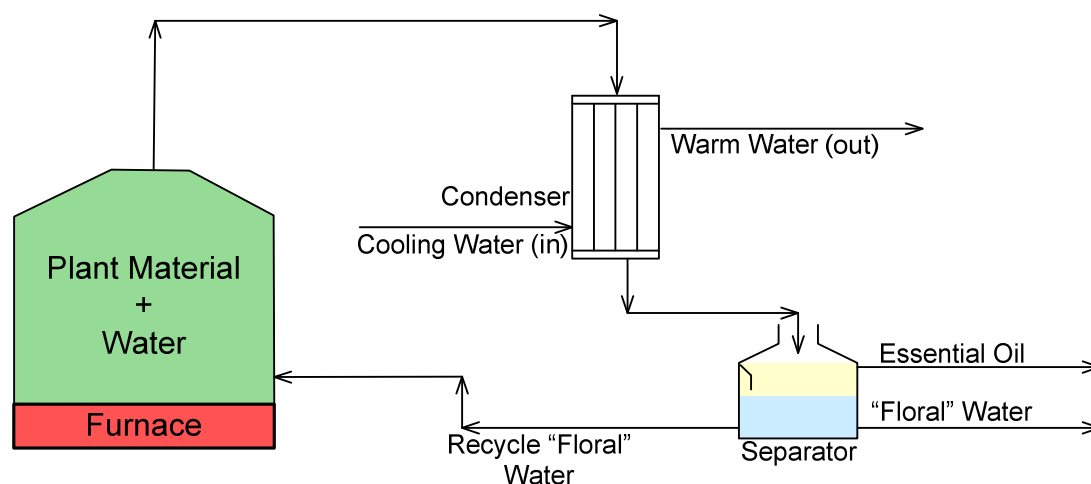 Warm Water (out)
Condenser
Cooling Water (in)
Plant Material
+
Water
Furnace
Essential Oil
“Floral” Water
Recycle “Floral”
Water
Separator